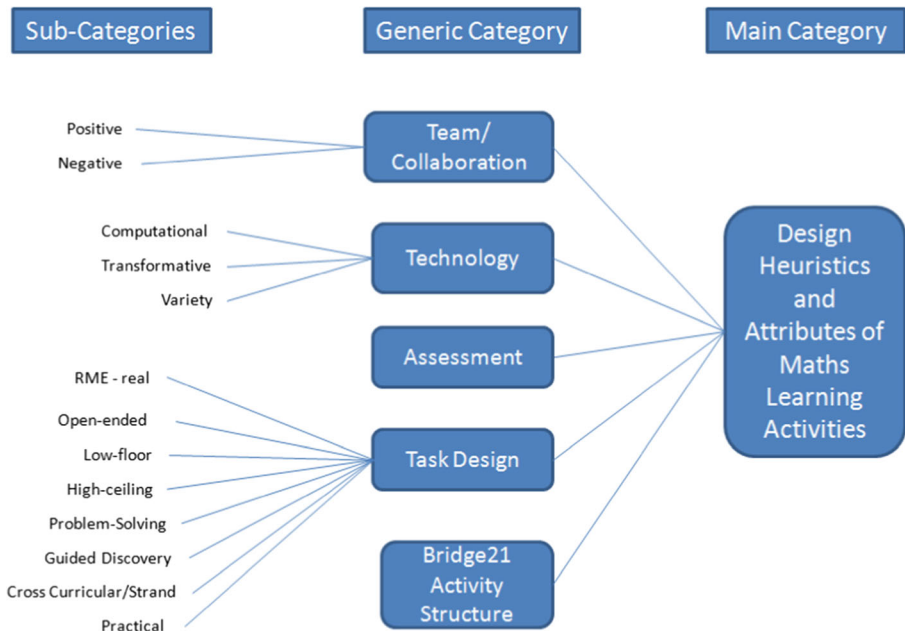 Sub-Categories
Generic Category
Main Category
Positive
Negative
Team/
Collaboration
Computational
Transformative
Variety
Technology
Assessment
RME - real
Open-ended
Low-floor
High-ceiling
Problem-Solving
Guided Discovery
Cross Curricular/Strand
Practical
Task Design
Bridge21
Activity
Structure
Design
Heuristics
and
Attributes of
Maths
Learning
Activities